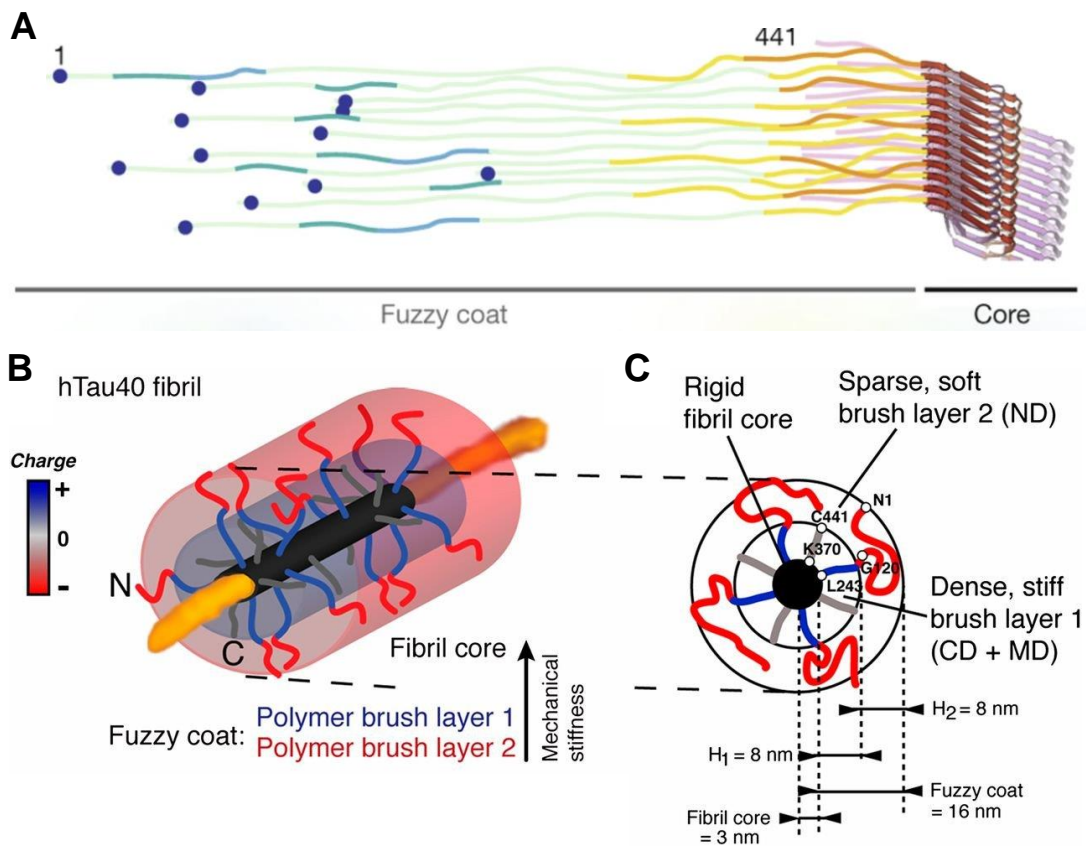 A
1
441
Fuzzy coat
Core
B
hTau40 fibril
Charge
+
0
-
N
C
Fibril core
Fuzzy coat:
Polymer brush layer 1
Polymer brush layer 2
Mechanical
stiffness
C
Rigid
fibril core
Sparse, soft
brush layer 2 (ND)
N1
C441
K370
G120
L243
Dense, stiff
brush layer 1
(CD + MD)
H₂ = 8 nm
H₁ = 8 nm
Fuzzy coat
= 16 nm
Fibril core
= 3 nm